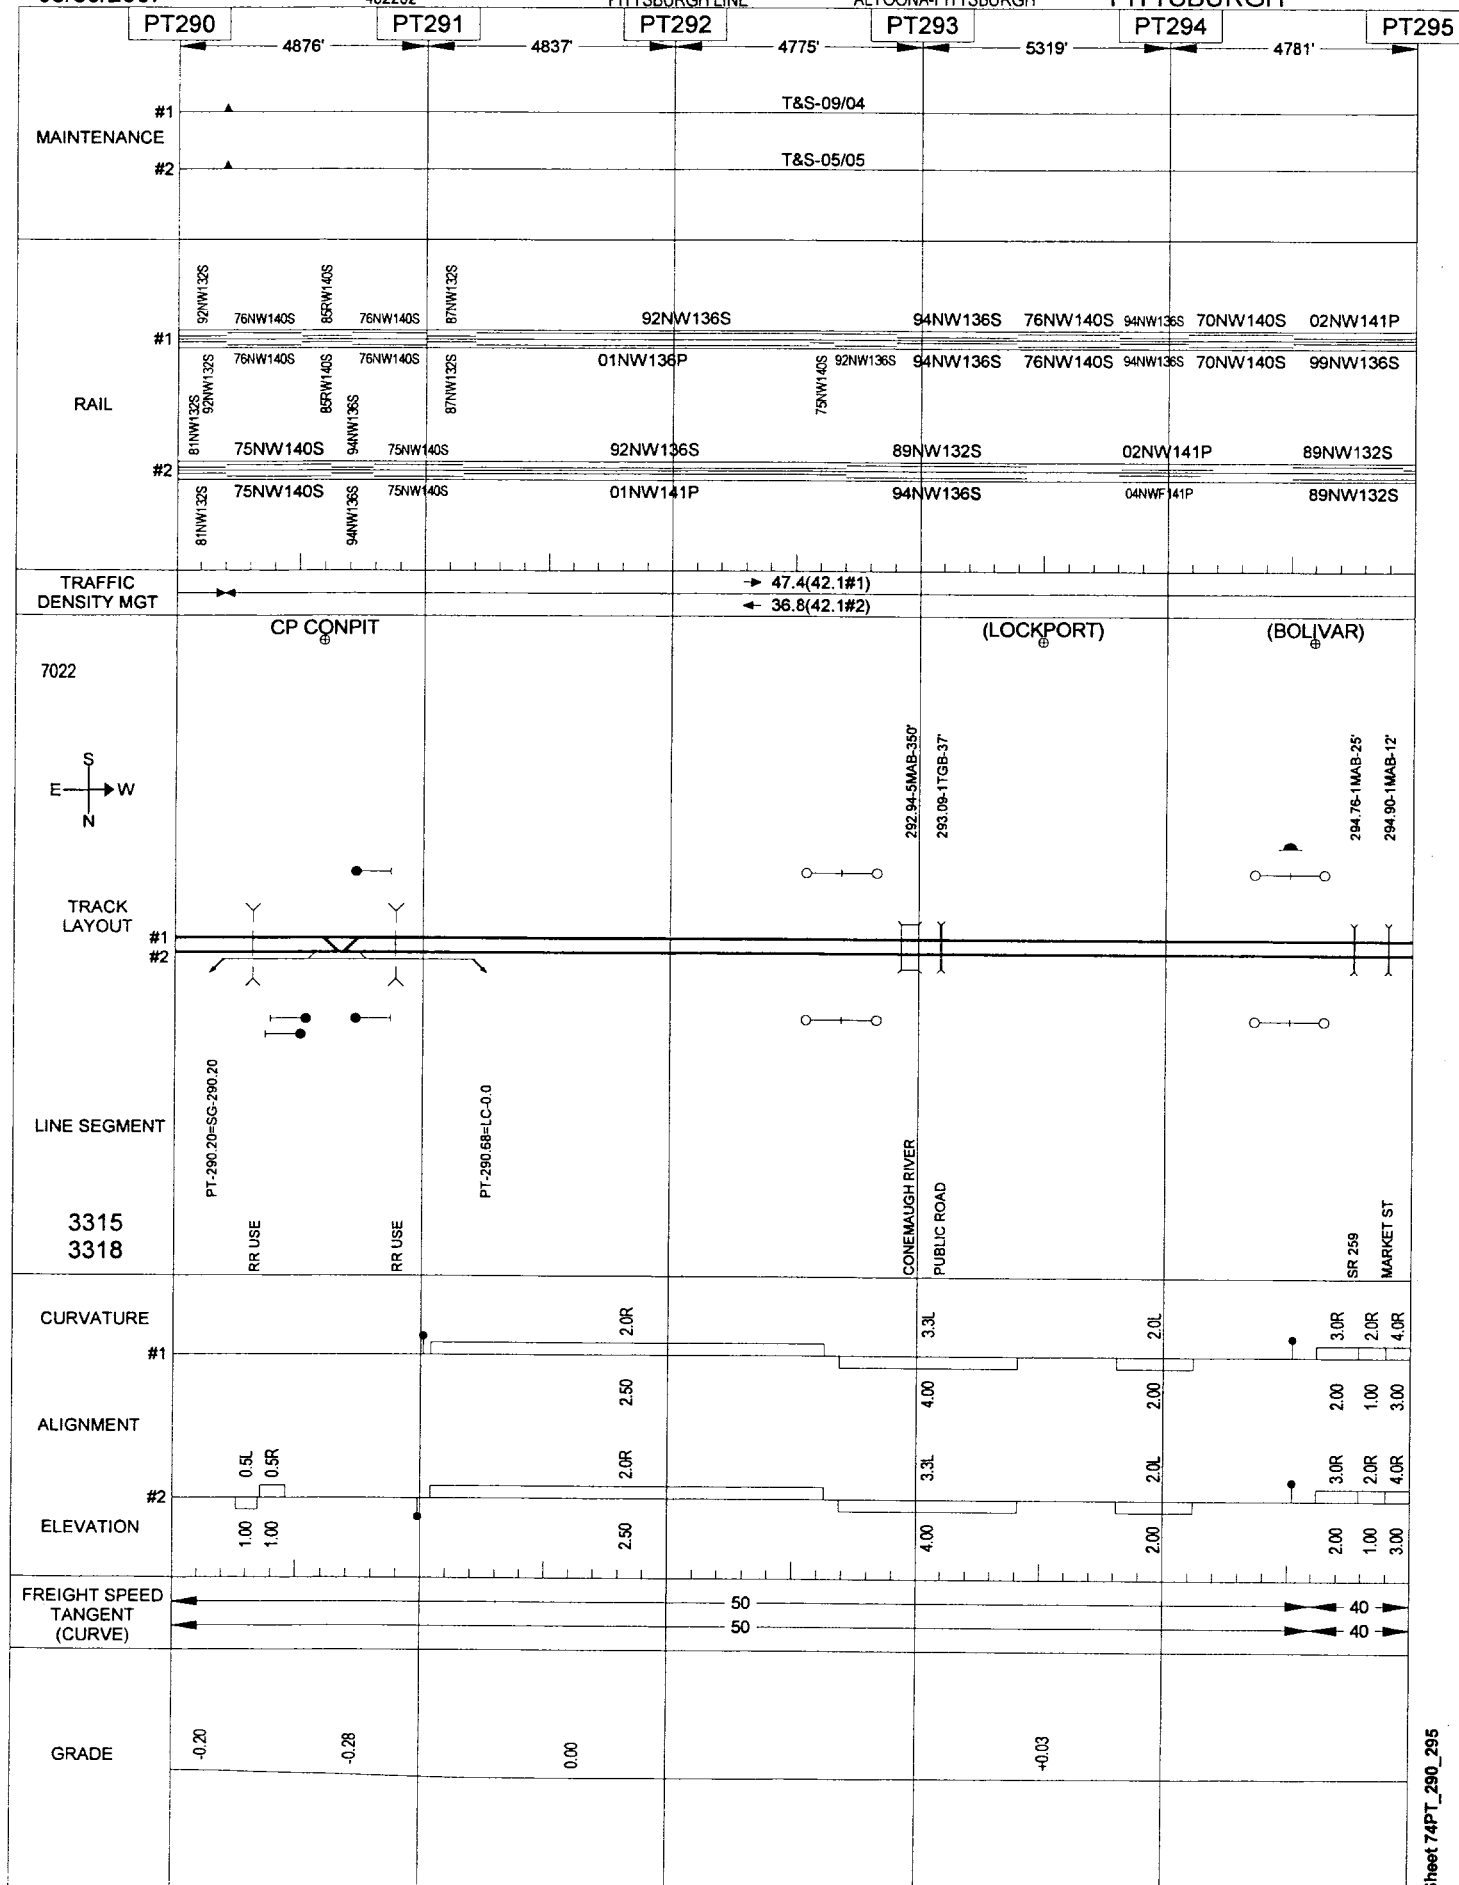 PITTSBURGH LINE
ALTOONA-PITTSBURGH
PITTSBURGH
PT290 PT291 PT292 PT293 PT294 PT295
4876' 4837' 4775' 5319' 4781'
#1 T&S-09/04
MAINTENANCE
#2 T&S-05/05
92NW132S 76NW140S 85RW140S 76NW140S 87NW132S 92NW136S 94NW136S 76NW140S 94NW136S 70NW140S 02NW141P
#1
92NW132S 76NW140S 85RW140S 76NW140S 87NW132S 01NW136P 75NW140S 92NW136S 94NW136S 76NW140S 94NW136S 70NW140S 99NW136S
RAIL
81NW132S 75NW140S 94NW136S 75NW140S 92NW136S 89NW132S 02NW141P 89NW132S
#2
81NW132S 75NW140S 94NW136S 75NW140S 01NW141P 94NW136S 04NWF141P 89NW132S
TRAFFIC
DENSITY MGT
47.4(42.1#1)
36.8(42.1#2)
CP CONPIT (LOCKPORT) (BOLIVAR)
7022
S
E W
N
292.94-5MAB-350'
293.09-1TGB-37'
294.76-1MAB-25'
294.90-1MAB-12'
TRACK
LAYOUT
#1
#2
LINE SEGMENT
3315
3318
PT-290.20=SG-290.20
RR USE
RR USE
PT-290.68=LC-0.0
CONEMAUGH RIVER
PUBLIC ROAD
SR 259
MARKET ST
CURVATURE
2.0R 3.3L 2.0L 3.0R 2.0R 4.0R
#1
2.50 4.00 2.00 2.00 1.00 3.00
ALIGNMENT
0.5L 0.5R 2.0R 3.3L 2.0L 3.0R 2.0R 4.0R
#2
ELEVATION
1.00 1.00 2.50 4.00 2.00 2.00 1.00 3.00
FREIGHT SPEED
TANGENT
(CURVE)
50 40
50 40
GRADE
-0.20 -0.28 0.00 +0.03
Sheet 74PT_290_295